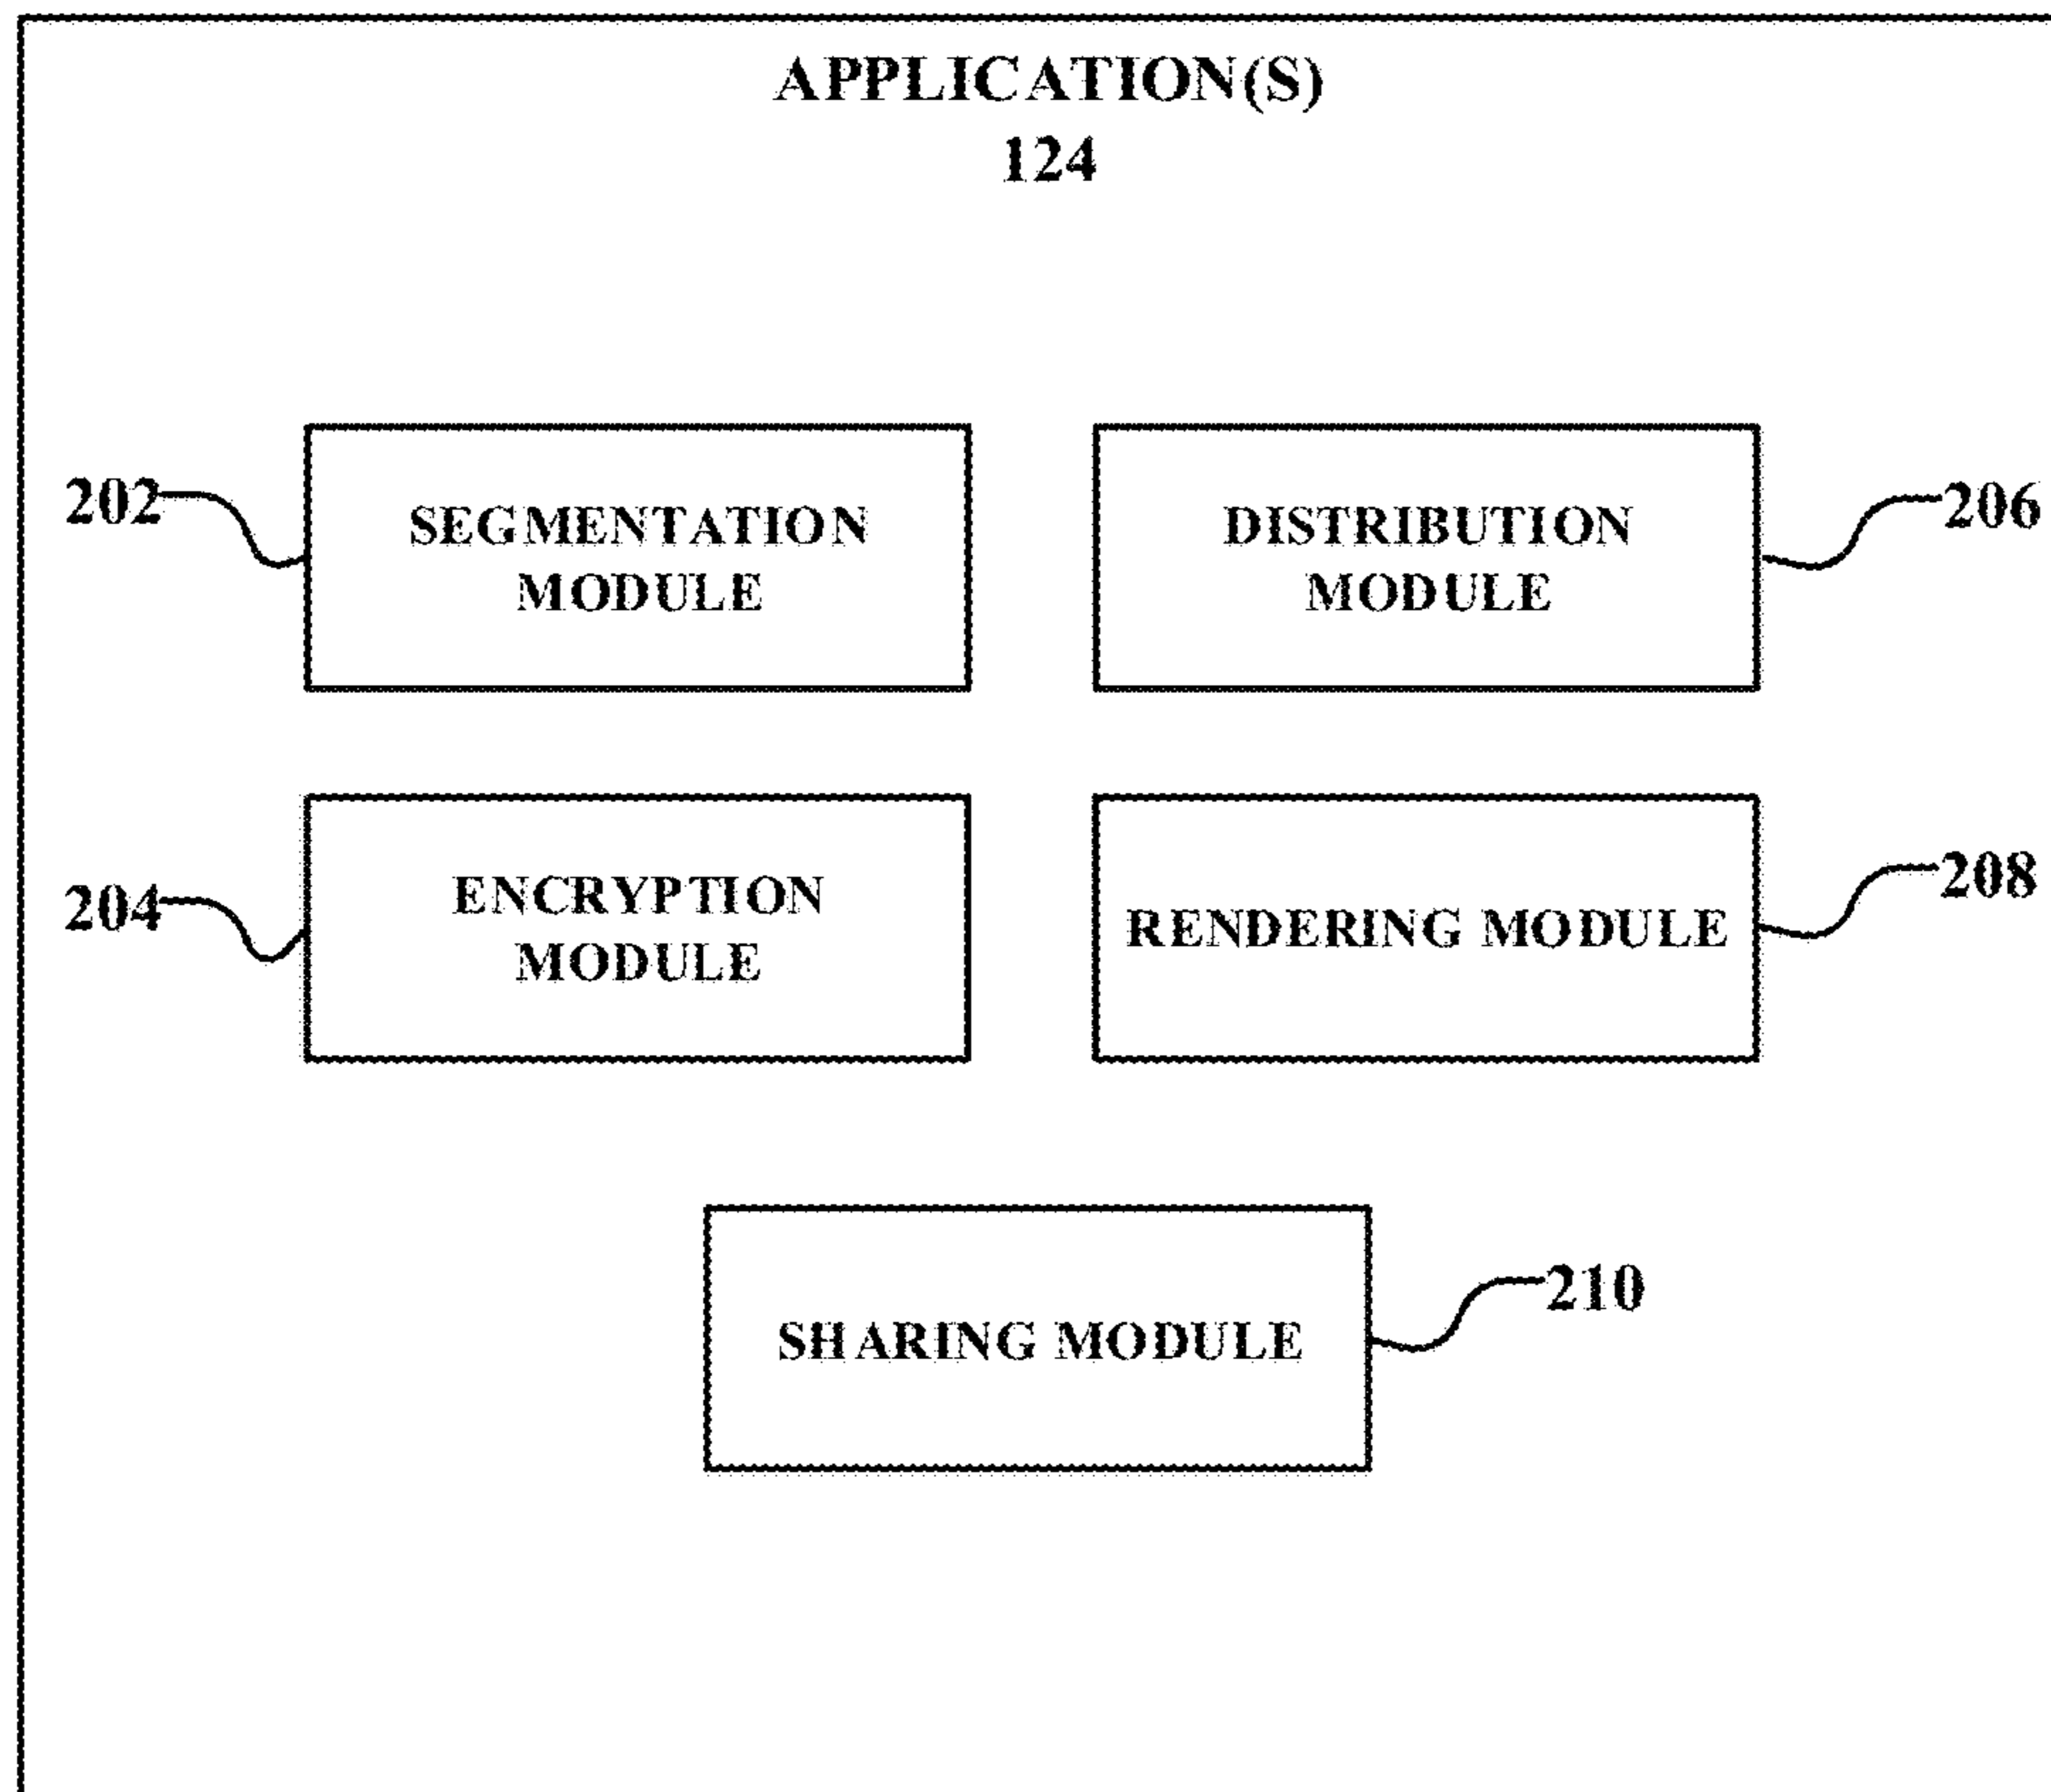 APPLICATION(S)
124
202
SEGMENTATION
MODULE
DISTRIBUTION
MODULE
206
204
ENCRYPTION
MODULE
RENDERING MODULE
208
SHARING MODULE
210